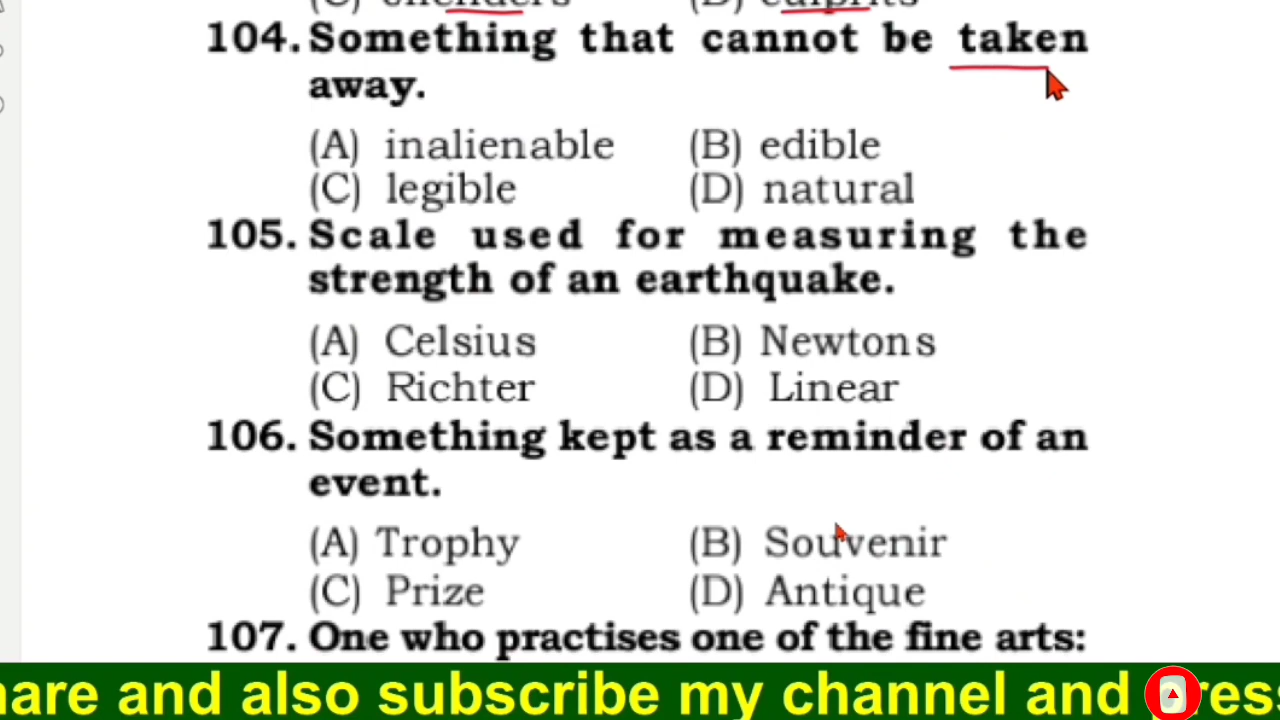 104. Something that cannot be taken
away.
(A) inalienable (B) edible
(C) legible (D) natural
105. Scale used for measuring the
strength of an earthquake.
(A) Celsius (B) Newtons
(C) Richter (D) Linear
106. Something kept as a reminder of an
event.
(A) Trophy (B) Souvenir
(C) Prize (D) Antique
107. One who practises one of the fine arts:
and also subscribe my channel and